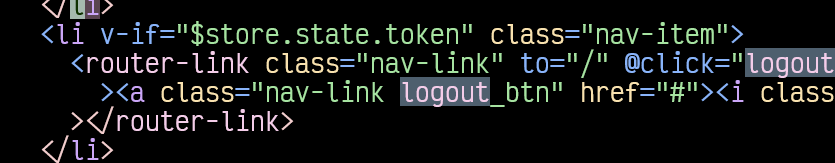 </li>
<li v-if="$store.state.token" class="nav-item">
<router-link class="nav-link" to="/" @click="logout
><a class="nav-link logout_btn" href="#"><i class
></router-link>
</li>